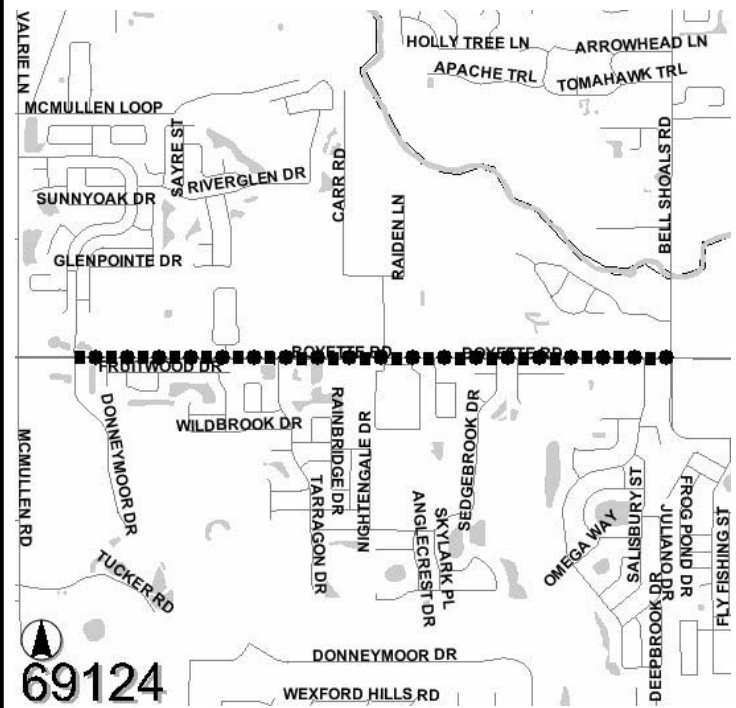 VALRIE LN
HOLLY TREE LN
ARROWHEAD LN
APACHE TRL
TOMAHAWK TRL
MCMULLEN LOOP
SAYRE ST
RIVERGLEN DR
CARR RD
BELL SHOALS RD
SUNNYOAK DR
RAIDEN LN
GLENPOINTE DR
BOYETTE RD
BOYETTE RD
FRUITWOOD DR
WILDBROOK DR
DONNEYMOOR DR
RAINBRIDGE DR
NIGHTENGALE DR
SEDGEBROOK DR
MCMULLEN RD
TARRAGON DR
ANGLECREST DR
SKYLARK PL
OMEGA WAY
SALISBURY ST
JULIANO DR
FROG POND DR
FLY FISHING ST
TUCKER RD
DEEPBROOK DR
DONNEYMOOR DR
69124
WEXFORD HILLS RD